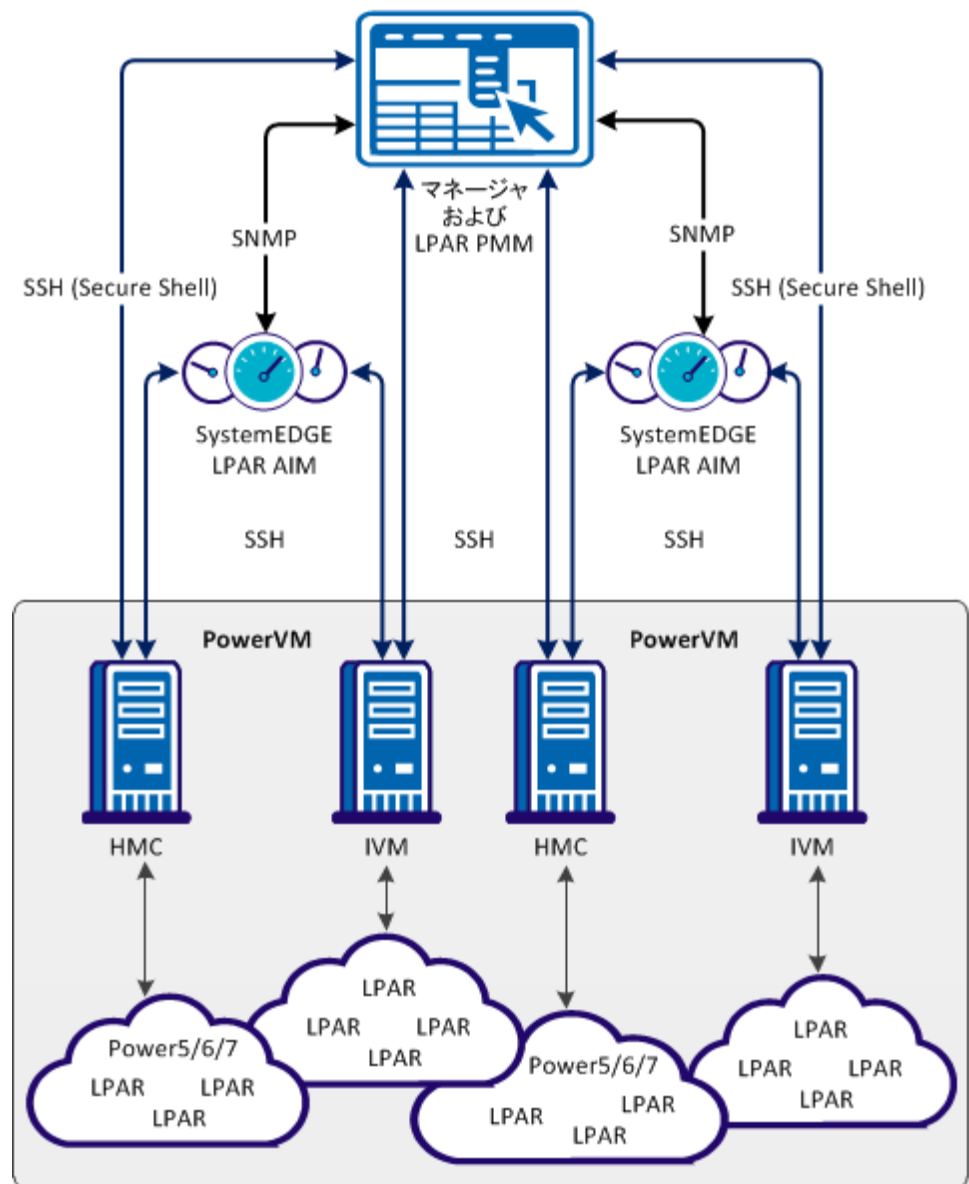 マネージャ
および
LPAR PMM
SNMP
SNMP
SSH (Secure Shell)
SSH (Secure Shell)
SystemEDGE
LPAR AIM
SystemEDGE
LPAR AIM
SSH
SSH
SSH
PowerVM
PowerVM
HMC
IVM
HMC
IVM
LPAR
LPAR
LPAR
LPAR
Power5/6/7
LPAR
LPAR
LPAR
Power5/6/7
LPAR
LPAR
LPAR
LPAR
LPAR
LPAR
LPAR